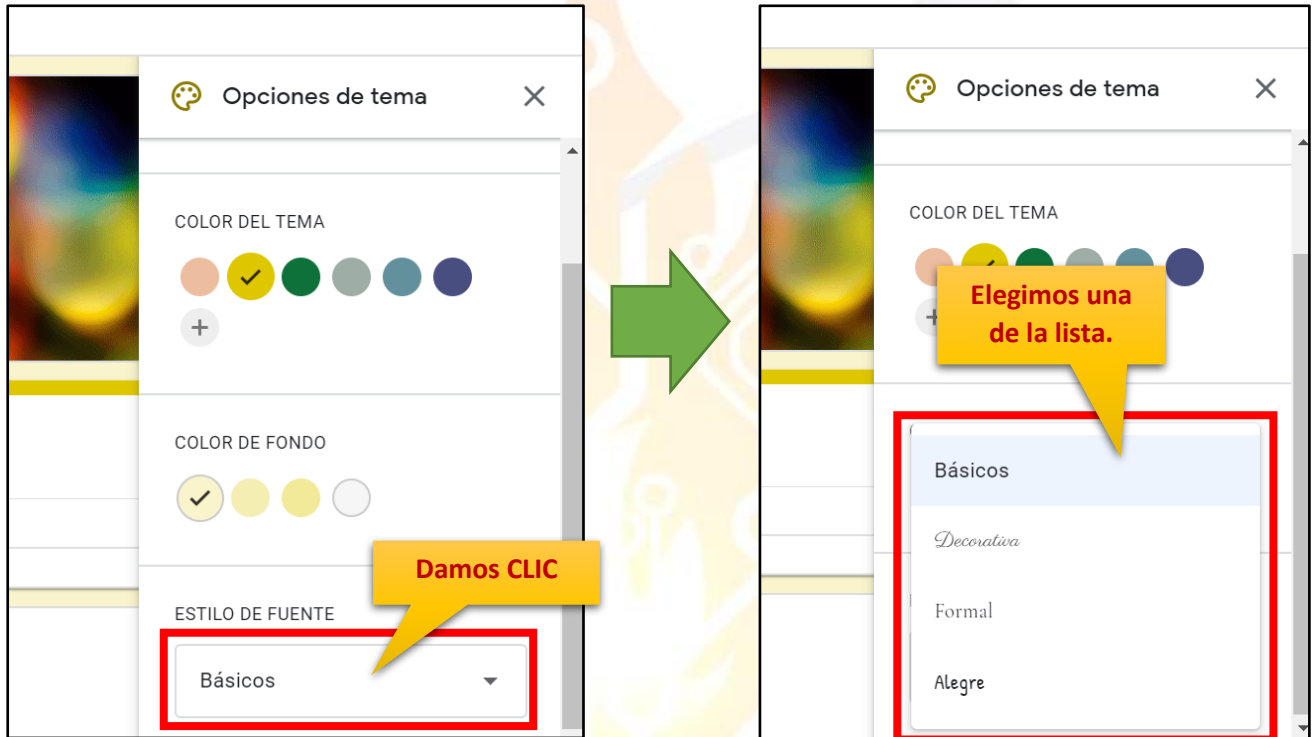 Opciones de tema
COLOR DEL TEMA
COLOR DE FONDO
Damos CLIC
ESTILO DE FUENTE
Básicos
Opciones de tema
COLOR DEL TEMA
Elegimos una
de la lista.
Básicos
Decorativa
Formal
Alegre